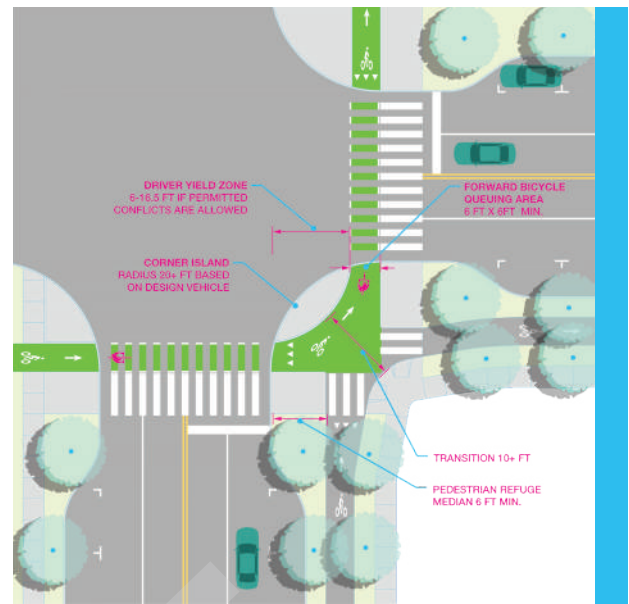 DRIVER YIELD ZONE
6-16.5 FT IF PERMITTED
CONFLICTS ARE ALLOWED
FORWARD BICYCLE
QUEUING AREA
6 FT X 6FT MIN.
CORNER ISLAND
RADIUS 20+ FT BASED
ON DESIGN VEHICLE
TRANSITION 10+ FT
PEDESTRIAN REFUGE
MEDIAN 6 FT MIN.